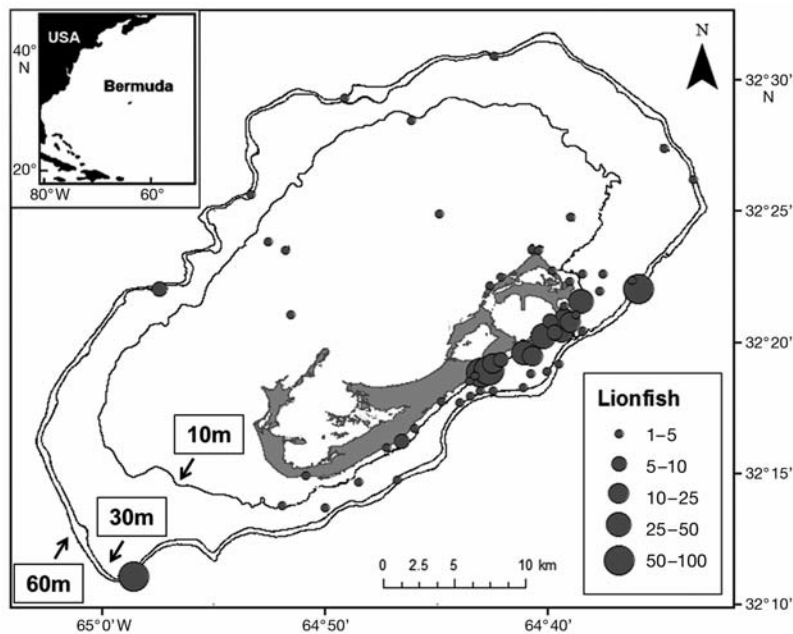 USA
Bermuda
40°
N
20°
80°W
60°
N
32°30'
N
32°25'
32°20'
32°15'
32°10'
10m
30m
60m
0 2.5 5 10 km
Lionfish
1–5
5–10
10–25
25–50
50–100
65°0'W
64°50'
64°40'